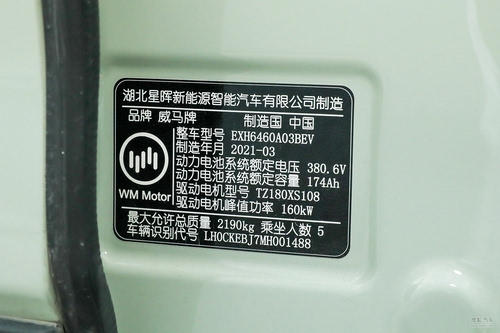 湖北星晖新能源智能汽车有限公司制造
品牌 威马牌 制造国 中国
整车型号 EXH6460A03BEV
制造年月 2021-03
动力电池系统额定电压 380.6V
动力电池系统额定容量 174Ah
驱动电机型号 TZ180XS108
驱动电机峰值功率 160kW
WM Motor
最大允许总质量 2190kg 乘坐人数 5
车辆识别代号 LH0CKEBJ7MH001488